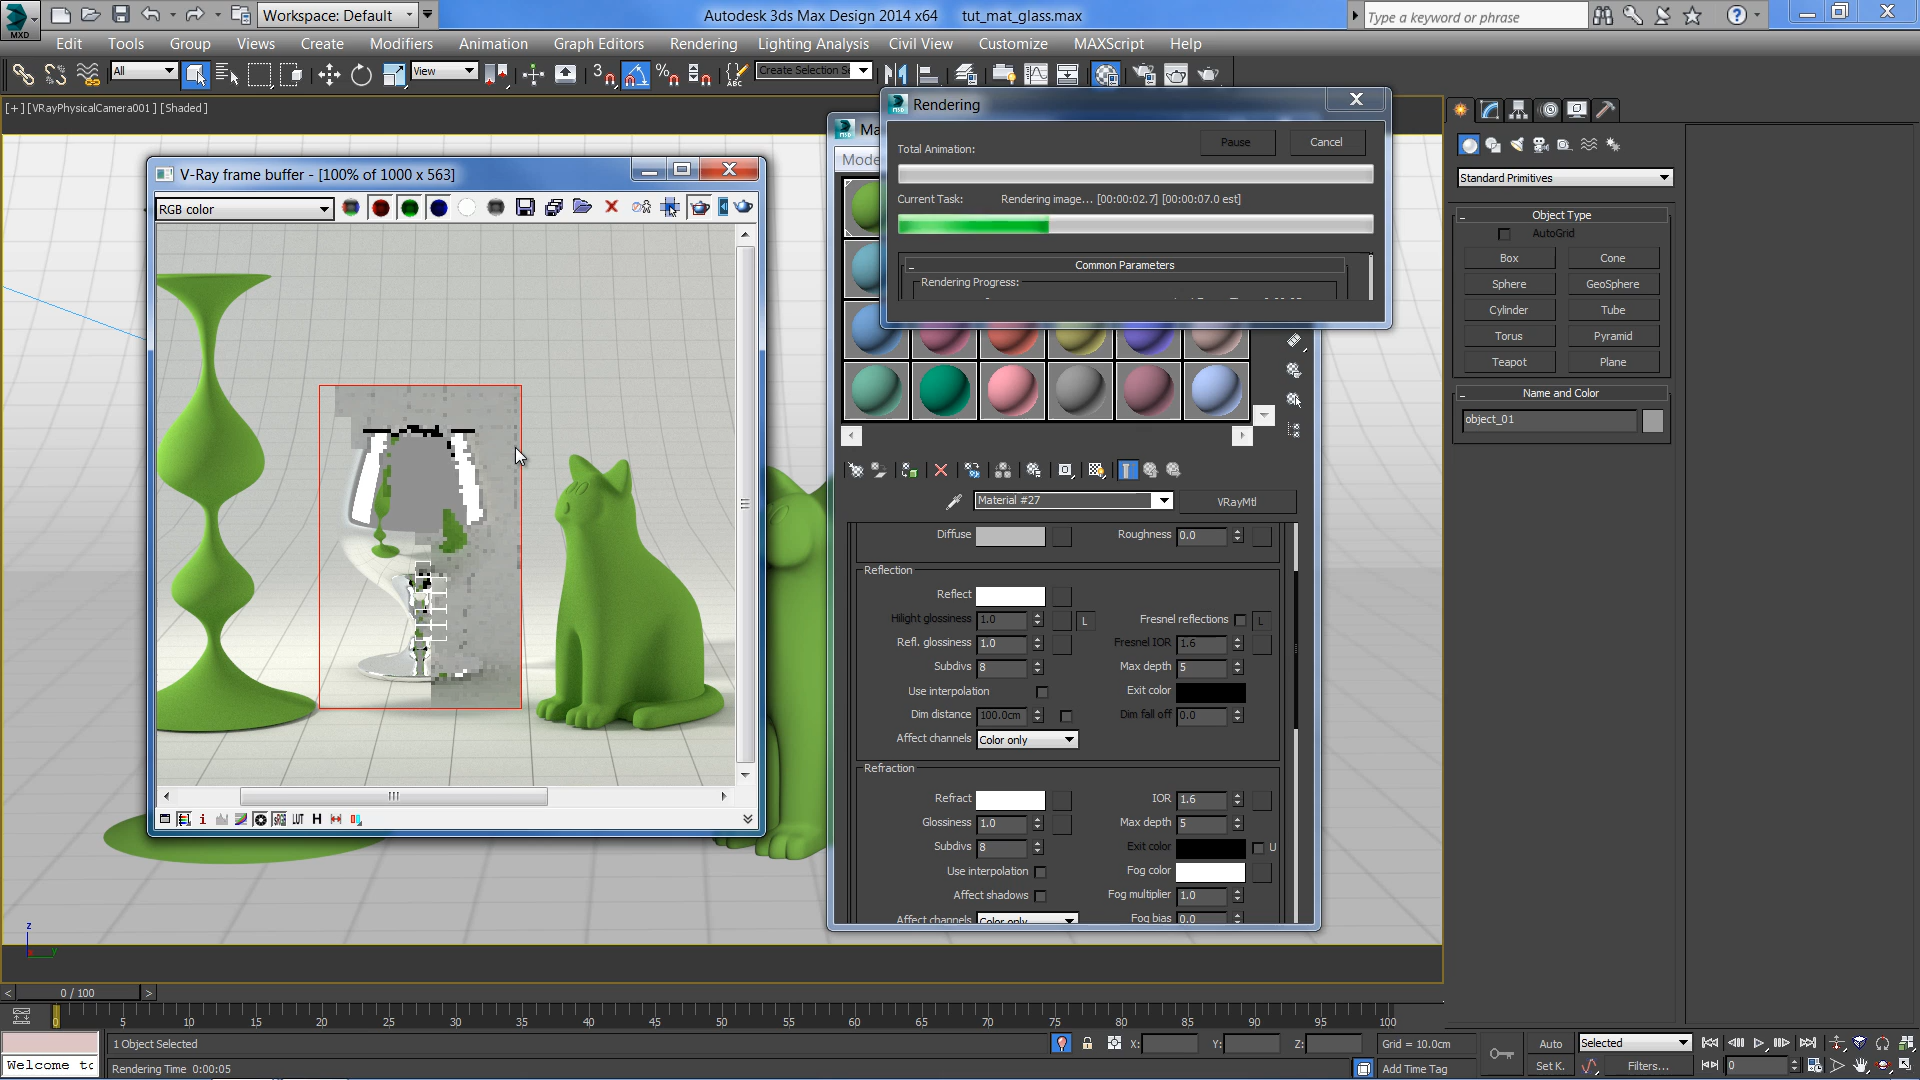 MXD
Workspace: Default
Autodesk 3ds Max Design 2014 x64 tut_mat_glass.max
Type a keyword or phrase
Edit Tools Group Views Create Modifiers Animation Graph Editors Rendering Lighting Analysis Civil View Customize MAXScript Help
All
View
Create Selection S
[+] [VRayPhysicalCamera001 ] [Shaded ]
V-Ray frame buffer - [100% of 1000 x 563]
RGB color
LUT H
Ma
Mode
Rendering
Total Animation:
Pause
Cancel
Current Task: Rendering image... [00:00:02.7] [00:00:07.0 est]
Common Parameters
Rendering Progress:
Material #27
VRayMtl
Diffuse
Roughness 0.0
Reflection
Reflect
Hilight glossiness 1.0 L
Fresnel reflections L
Refl. glossiness 1.0
Fresnel IOR 1.6
Subdivs 8
Max depth 5
Use interpolation
Exit color
Dim distance 100.0cm
Dim fall off 0.0
Affect channels Color only
Refraction
Refract
IOR 1.6
Glossiness 1.0
Max depth 5
Subdivs 8
Exit color U
Use interpolation
Fog color
Affect shadows
Fog multiplier 1.0
Affect channels Color only
Fog bias 0.0
Standard Primitives
Object Type
AutoGrid
Box Cone
Sphere GeoSphere
Cylinder Tube
Torus Pyramid
Teapot Plane
Name and Color
object_01
z
y
< 0 / 100 >
0 5 10 15 20 25 30 35 40 45 50 55 60 65 70 75 80 85 90 95 100
1 Object Selected
X: Y: Z:
Grid = 10.0cm
Auto
Selected
Welcome to
Rendering Time 0:00:05
Add Time Tag
Set K.
Filters...
0